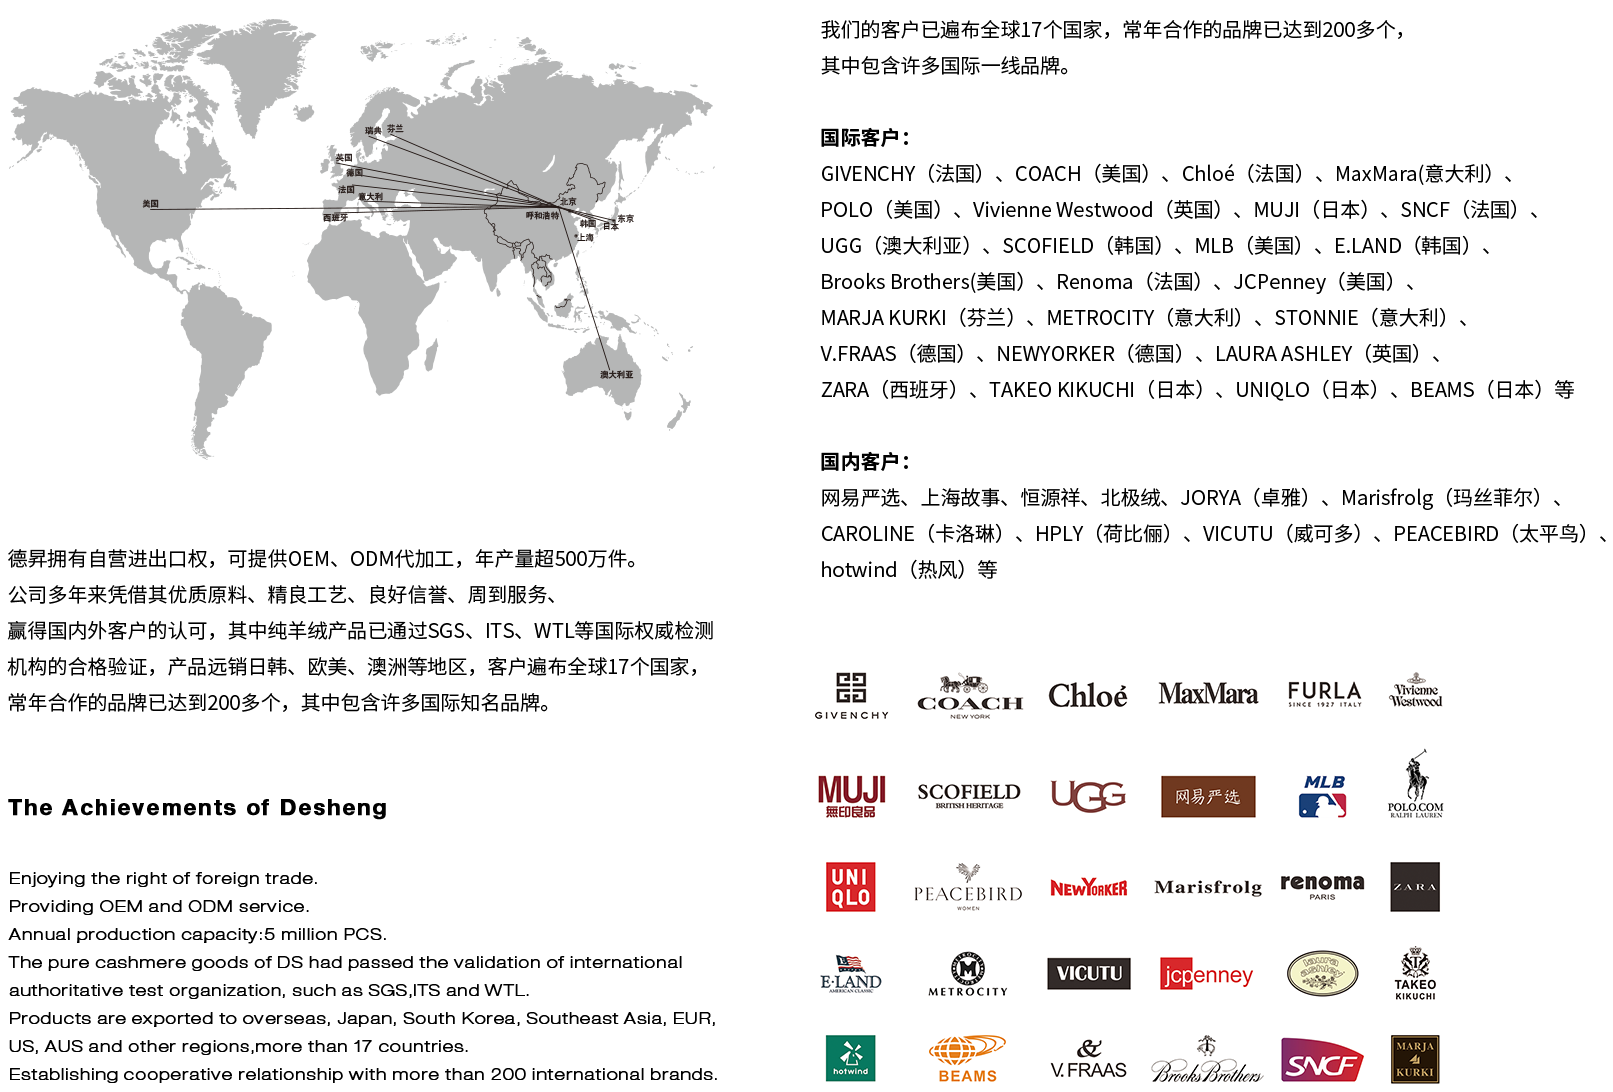 瑞典
芬兰
英国
德国
法国
意大利
西班牙
美国
北京
呼和浩特
韩国
东京
日本
上海
澳大利亚
德昇拥有自营进出口权，可提供OEM、ODM代加工，年产量超500万件。
公司多年来凭借其优质原料、精良工艺、良好信誉、周到服务、
赢得国内外客户的认可，其中纯羊绒产品已通过SGS、ITS、WTL等国际权威检测
机构的合格验证，产品远销日韩、欧美、澳洲等地区，客户遍布全球17个国家，
常年合作的品牌已达到200多个，其中包含许多国际知名品牌。
The Achievements of Desheng
Enjoying the right of foreign trade.
Providing OEM and ODM service.
Annual production capacity:5 million PCS.
The pure cashmere goods of DS had passed the validation of international
authoritative test organization, such as SGS,ITS and WTL.
Products are exported to overseas, Japan, South Korea, Southeast Asia, EUR,
US, AUS and other regions,more than 17 countries.
Establishing cooperative relationship with more than 200 international brands.
我们的客户已遍布全球17个国家，常年合作的品牌已达到200多个，
其中包含许多国际一线品牌。
国际客户：
GIVENCHY（法国）、COACH（美国）、Chloé（法国）、MaxMara(意大利）、
POLO（美国）、Vivienne Westwood（英国）、MUJI（日本）、SNCF（法国）、
UGG（澳大利亚）、SCOFIELD（韩国）、MLB（美国）、E.LAND（韩国）、
Brooks Brothers(美国）、Renoma（法国）、JCPenney（美国）、
MARJA KURKI（芬兰）、METROCITY（意大利）、STONNIE（意大利）、
V.FRAAS（德国）、NEWYORKER（德国）、LAURA ASHLEY（英国）、
ZARA（西班牙）、TAKEO KIKUCHI（日本）、UNIQLO（日本）、BEAMS（日本）等
国内客户：
网易严选、上海故事、恒源祥、北极绒、JORYA（卓雅）、Marisfrolg（玛丝菲尔）、
CAROLINE（卡洛琳）、HPLY（荷比俪）、VICUTU（威可多）、PEACEBIRD（太平鸟）、
hotwind（热风）等
GIVENCHY
COACH
NEW YORK
Chloé
MaxMara
FURLA
SINCE 1927 ITALY
Vivienne
Westwood
MUJI
無印良品
SCOFIELD
BRITISH HERITAGE
UGG
网易严选
MLB
POLO.COM
RALPH LAUREN
UNI
QLO
PEACEBIRD
WOMEN
NEWYORKER
Marisfrolg
renoma
PARIS
ZARA
E·LAND
AMERICAN CLASSIC
METROCITY
VICUTU
jcpenney
laura
ashley
TAKEO
KIKUCHI
hotwind
BEAMS
&
V. FRAAS
Brooks Brothers
SNCF
MARJA
KURKI